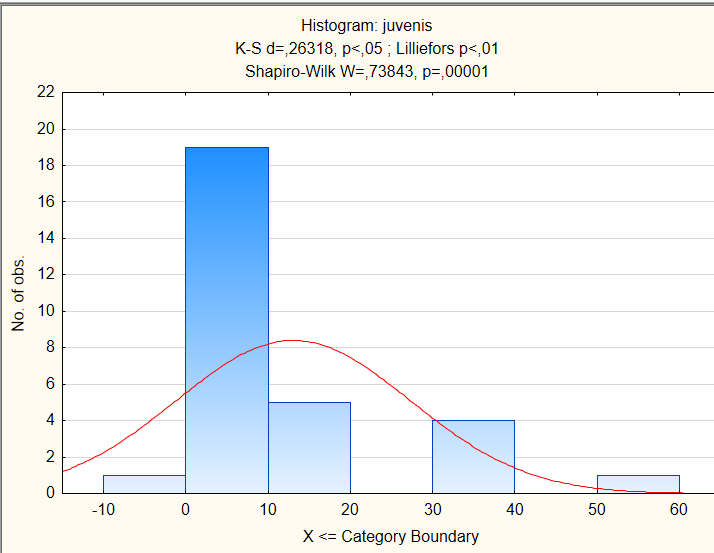 Histogram: juvenis
K-S d=,26318, p<,05 ; Lilliefors p<,01
Shapiro-Wilk W=,73843, p=,00001
22
20
18
16
14
12
10
8
6
4
2
0
No. of obs.
-10 0 10 20 30 40 50 60
X <= Category Boundary